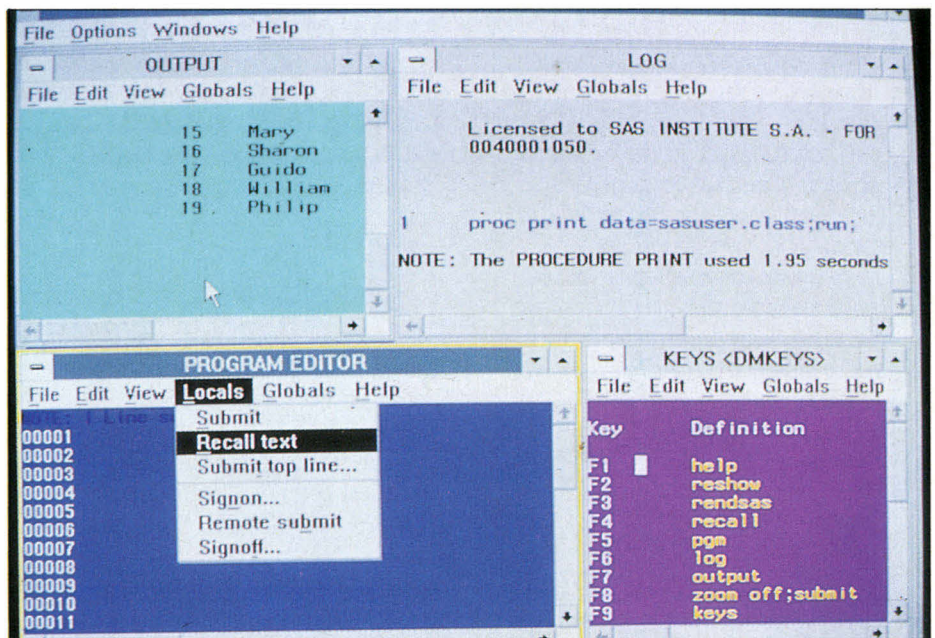 File Options Windows Help
OUTPUT
File Edit View Globals Help
15 Mary
16 Sharon
17 Guido
18 William
19 Philip
LOG
File Edit View Globals Help
Licensed to SAS INSTITUTE S.A. - FOR
0040001050.
1 proc print data=sasuser.class;run;
NOTE: The PROCEDURE PRINT used 1.95 seconds
PROGRAM EDITOR
File Edit View Locals Globals Help
NOTE: 1 Line
Submit
Recall text
Submit top line...
Signon...
Remote submit
Signoff...
00001
00002
00003
00004
00005
00006
00007
00008
00009
00010
00011
KEYS <DMKEYS>
File Edit View Globals Help
Key Definition
F1 help
F2 reshow
F3 rendsas
F4 recall
F5 pgm
F6 log
F7 output
F8 zoom off;submit
F9 keys